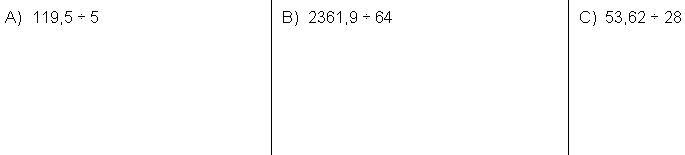 A) 119,5 ÷ 5
B) 2361,9 ÷ 64
C) 53,62 ÷ 28